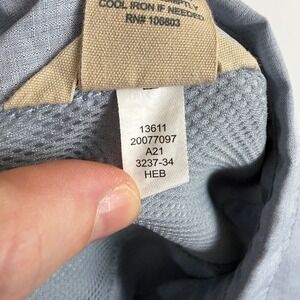 COOL IRON IF NEEDED
RN# 106803
13611
20077097
A21
3237-34
HEB